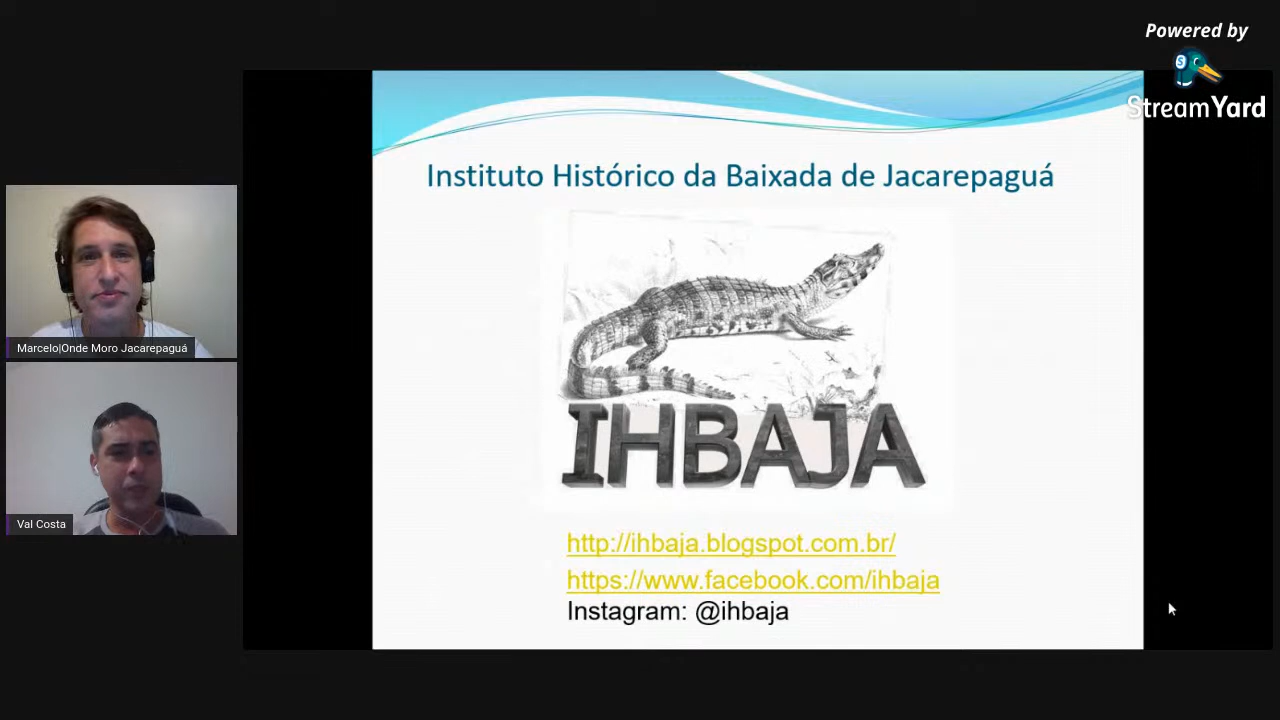 Powered by
StreamYard
Instituto Histórico da Baixada de Jacarepaguá
IHBAJA
http://ihbaja.blogspot.com.br/
https://www.facebook.com/ihbaja
Instagram: @ihbaja
Marcelo|Onde Moro Jacarepaguá
Val Costa